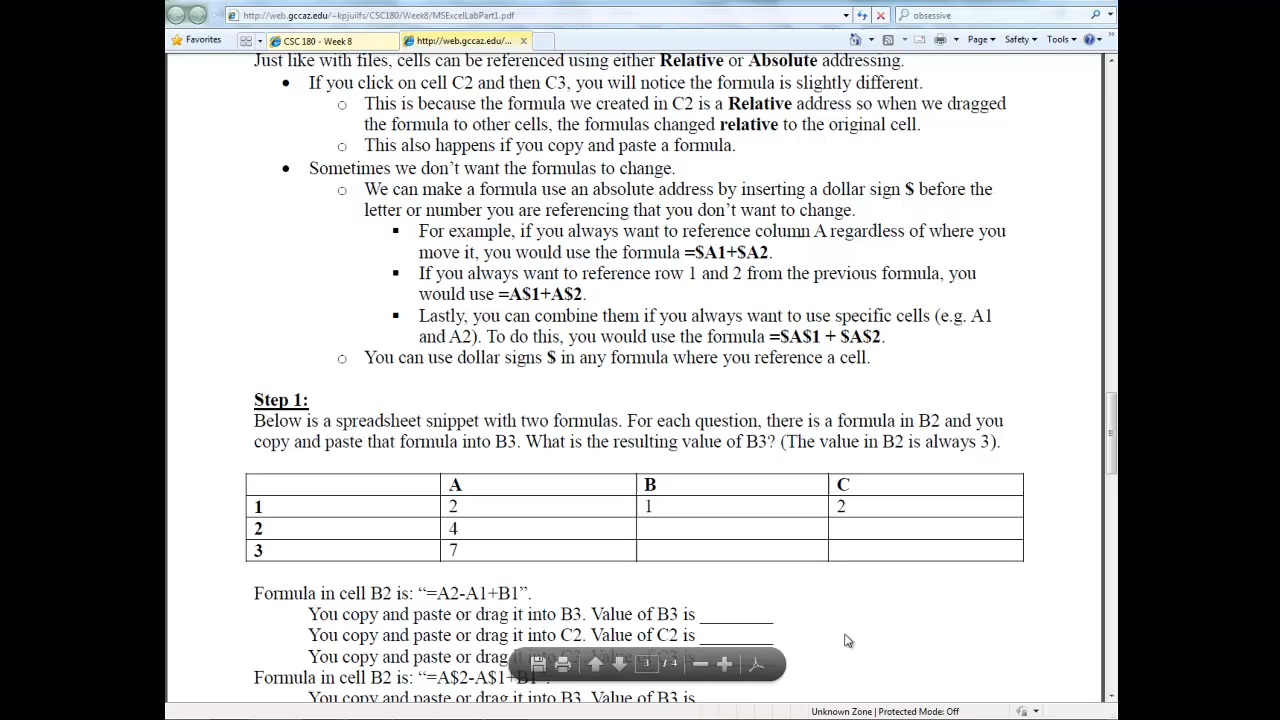 http://web.gccaz.edu/~kpjuilfs/CSC180/Week8/MSExcelLabPart1.pdf
obsessive
Favorites
CSC 180 - Week 8
http://web.gccaz.edu/...
Page
Safety
Tools
Just like with files, cells can be referenced using either Relative or Absolute addressing.
• If you click on cell C2 and then C3, you will notice the formula is slightly different.
o This is because the formula we created in C2 is a Relative address so when we dragged
the formula to other cells, the formulas changed relative to the original cell.
o This also happens if you copy and paste a formula.
• Sometimes we don't want the formulas to change.
o We can make a formula use an absolute address by inserting a dollar sign $ before the
letter or number you are referencing that you don't want to change.
▪ For example, if you always want to reference column A regardless of where you
move it, you would use the formula =$A1+$A2.
▪ If you always want to reference row 1 and 2 from the previous formula, you
would use =A$1+A$2.
▪ Lastly, you can combine them if you always want to use specific cells (e.g. A1
and A2). To do this, you would use the formula =$A$1 + $A$2.
o You can use dollar signs $ in any formula where you reference a cell.
Step 1:
Below is a spreadsheet snippet with two formulas. For each question, there is a formula in B2 and you
copy and paste that formula into B3. What is the resulting value of B3? (The value in B2 is always 3).
A B C
1 2 1 2
2 4
3 7
Formula in cell B2 is: “=A2-A1+B1”.
You copy and paste or drag it into B3. Value of B3 is ________
You copy and paste or drag it into C2. Value of C2 is ________
You copy and paste or drag it
3 / 4
Formula in cell B2 is: “=A$2-A$1+B1”.
You copy and paste or drag it into B3. Value of B3 is
Unknown Zone | Protected Mode: Off